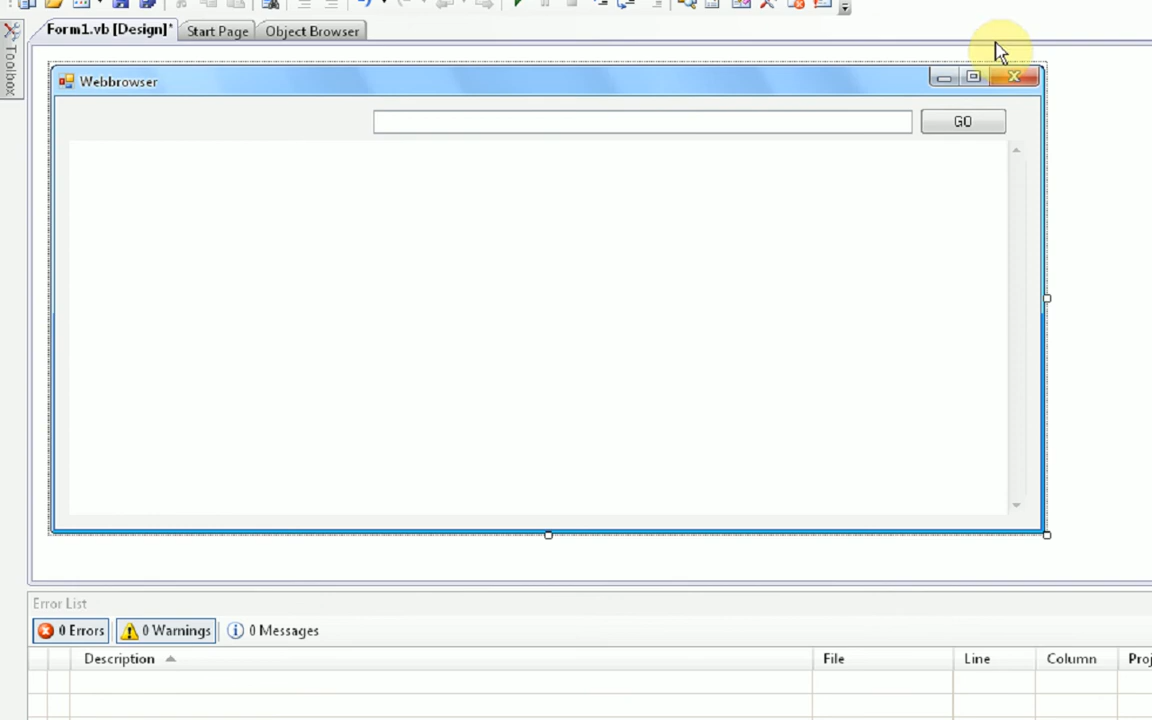 Form1.vb [Design]* Start Page Object Browser
Toolbox
Webbrowser
GO
Error List
0 Errors 0 Warnings 0 Messages
Description File Line Column Proj